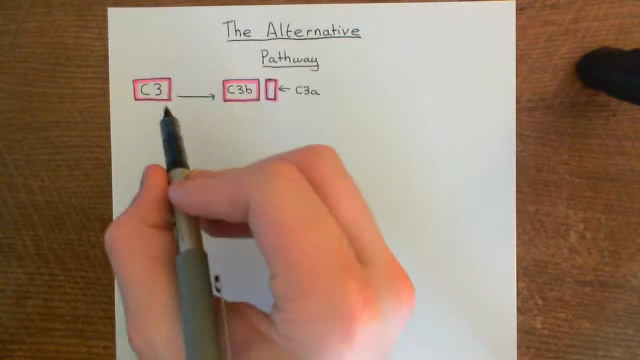 The Alternative
Pathway
C3 → C3b ← C3a